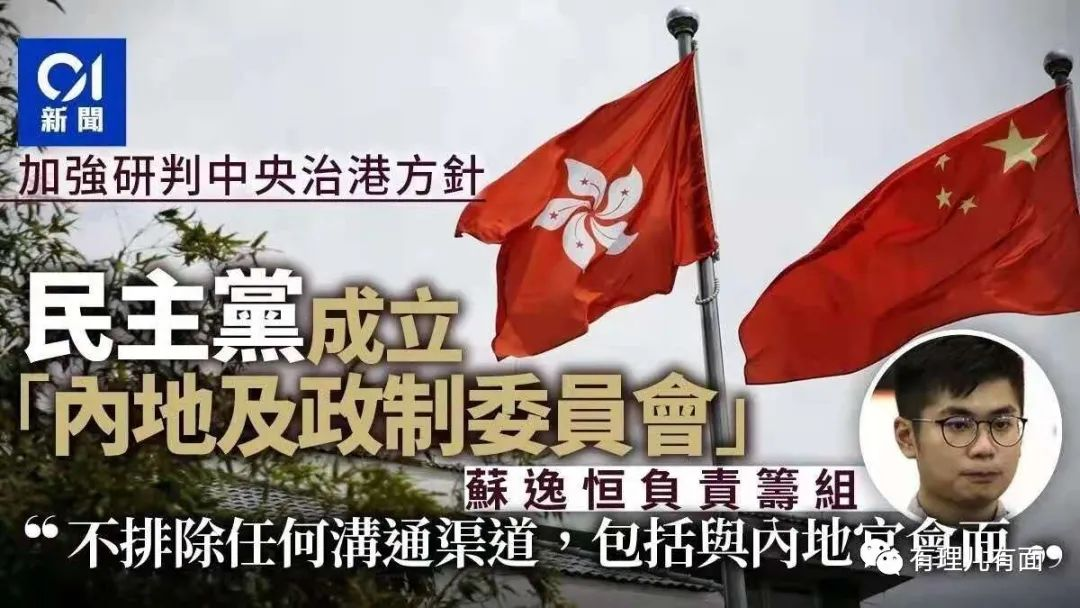 01
新聞
加強研判中央治港方針
民主黨成立
「內地及政制委員會」
蘇逸恒負責籌組
“不排除任何溝通渠道，包括與內地官會面”
有理儿有面